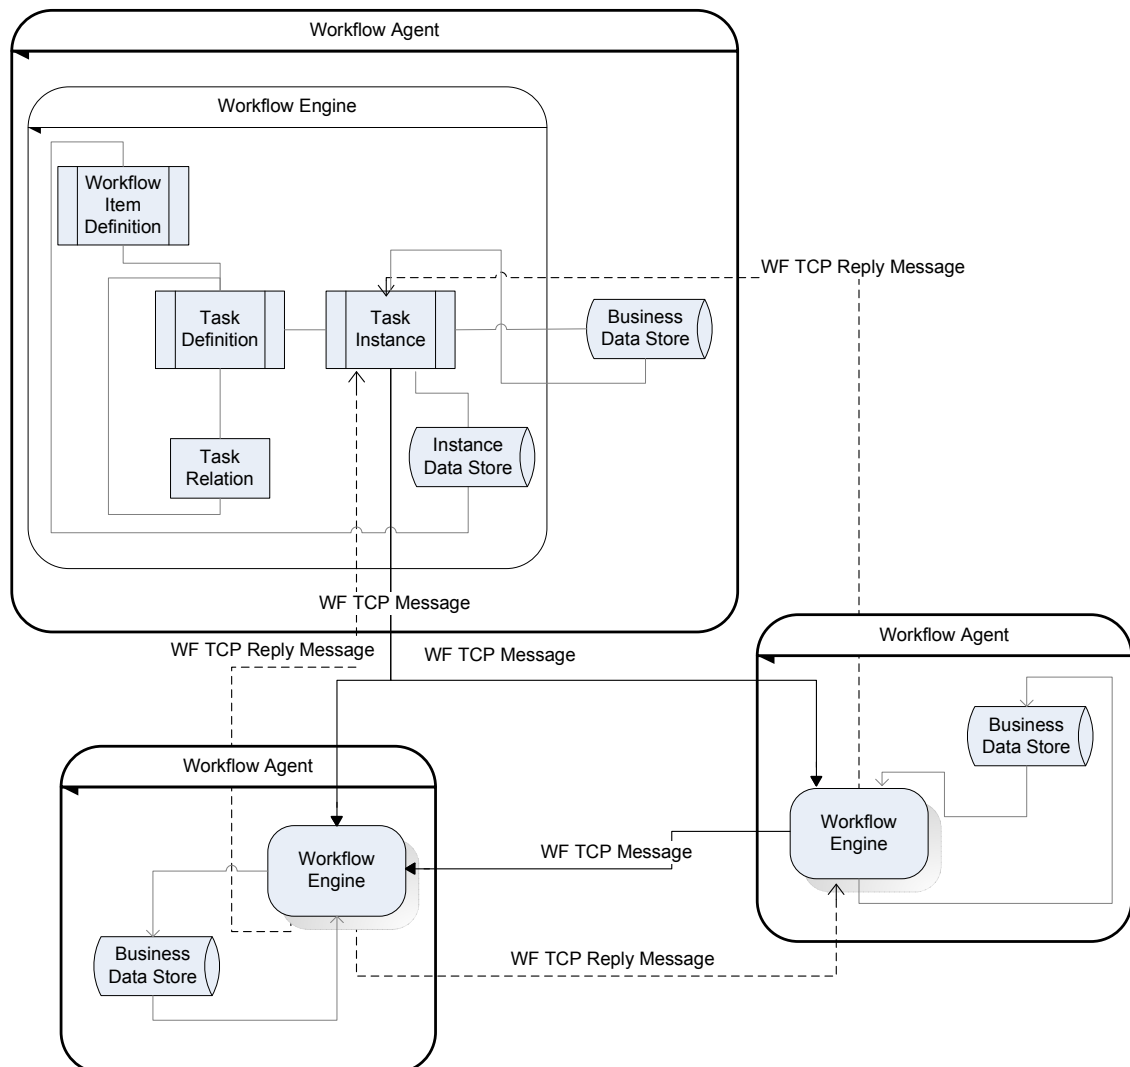 Workflow Agent
Workflow Engine
Workflow
Item
Definition
WF TCP Reply Message
Task
Definition
Task
Instance
Business
Data Store
Task
Relation
Instance
Data Store
WF TCP Message
WF TCP Reply Message
WF TCP Message
Workflow Agent
Business
Data Store
Workflow Agent
Workflow
Engine
WF TCP Message
Workflow
Engine
Business
Data Store
WF TCP Reply Message